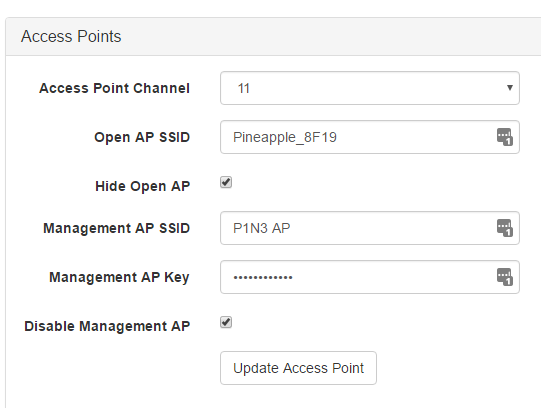 Access Points
Access Point Channel 11
Open AP SSID Pineapple_8F19
Hide Open AP
Management AP SSID P1N3 AP
Management AP Key ••••••••••••
Disable Management AP
Update Access Point